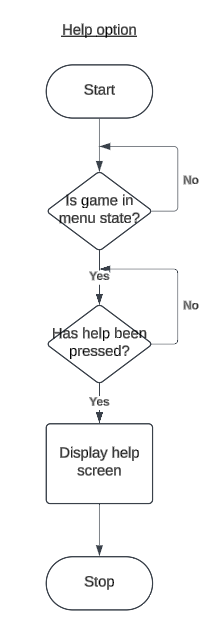 Help option
Start
Is game in
menu state?
No
Yes
Has help been
pressed?
No
Yes
Display help
screen
Stop